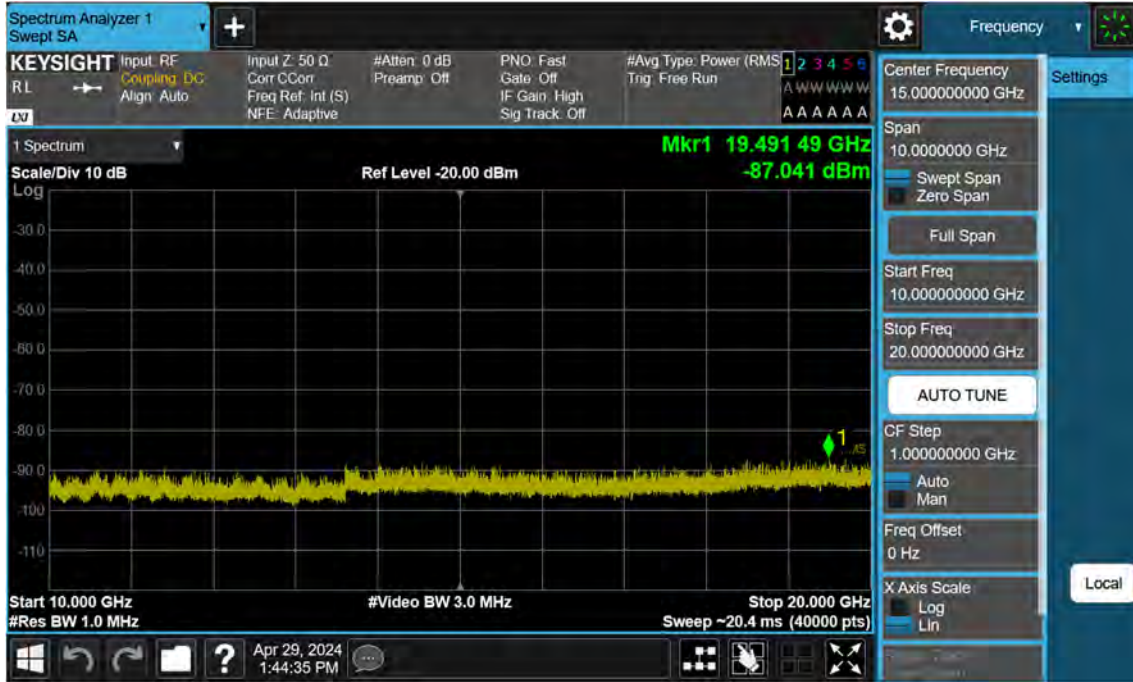 Spectrum Analyzer 1
Swept SA
Frequency
KEYSIGHT
RL
LXI
Input: RF
Coupling: DC
Align: Auto
Input Z: 50 Ω
Corr CCorr
Freq Ref: Int (S)
NFE: Adaptive
#Atten: 0 dB
Preamp: Off
PNO: Fast
Gate: Off
IF Gain: High
Sig Track: Off
#Avg Type: Power (RMS
Trig: Free Run
1 2 3 4 5 6
A W W W W W
A A A A A A
1 Spectrum
Scale/Div 10 dB
Ref Level -20.00 dBm
Mkr1 19.491 49 GHz
-87.041 dBm
Log
-30.0
-40.0
-50.0
-60.0
-70.0
-80.0
-90.0
-100
-110
1
Start 10.000 GHz
#Res BW 1.0 MHz
#Video BW 3.0 MHz
Stop 20.000 GHz
Sweep ~20.4 ms (40000 pts)
Center Frequency
15.000000000 GHz
Settings
Span
10.0000000 GHz
Swept Span
Zero Span
Full Span
Start Freq
10.000000000 GHz
Stop Freq
20.000000000 GHz
AUTO TUNE
CF Step
1.000000000 GHz
Auto
Man
Freq Offset
0 Hz
X Axis Scale
Log
Lin
Local
?
Apr 29, 2024
1:44:35 PM